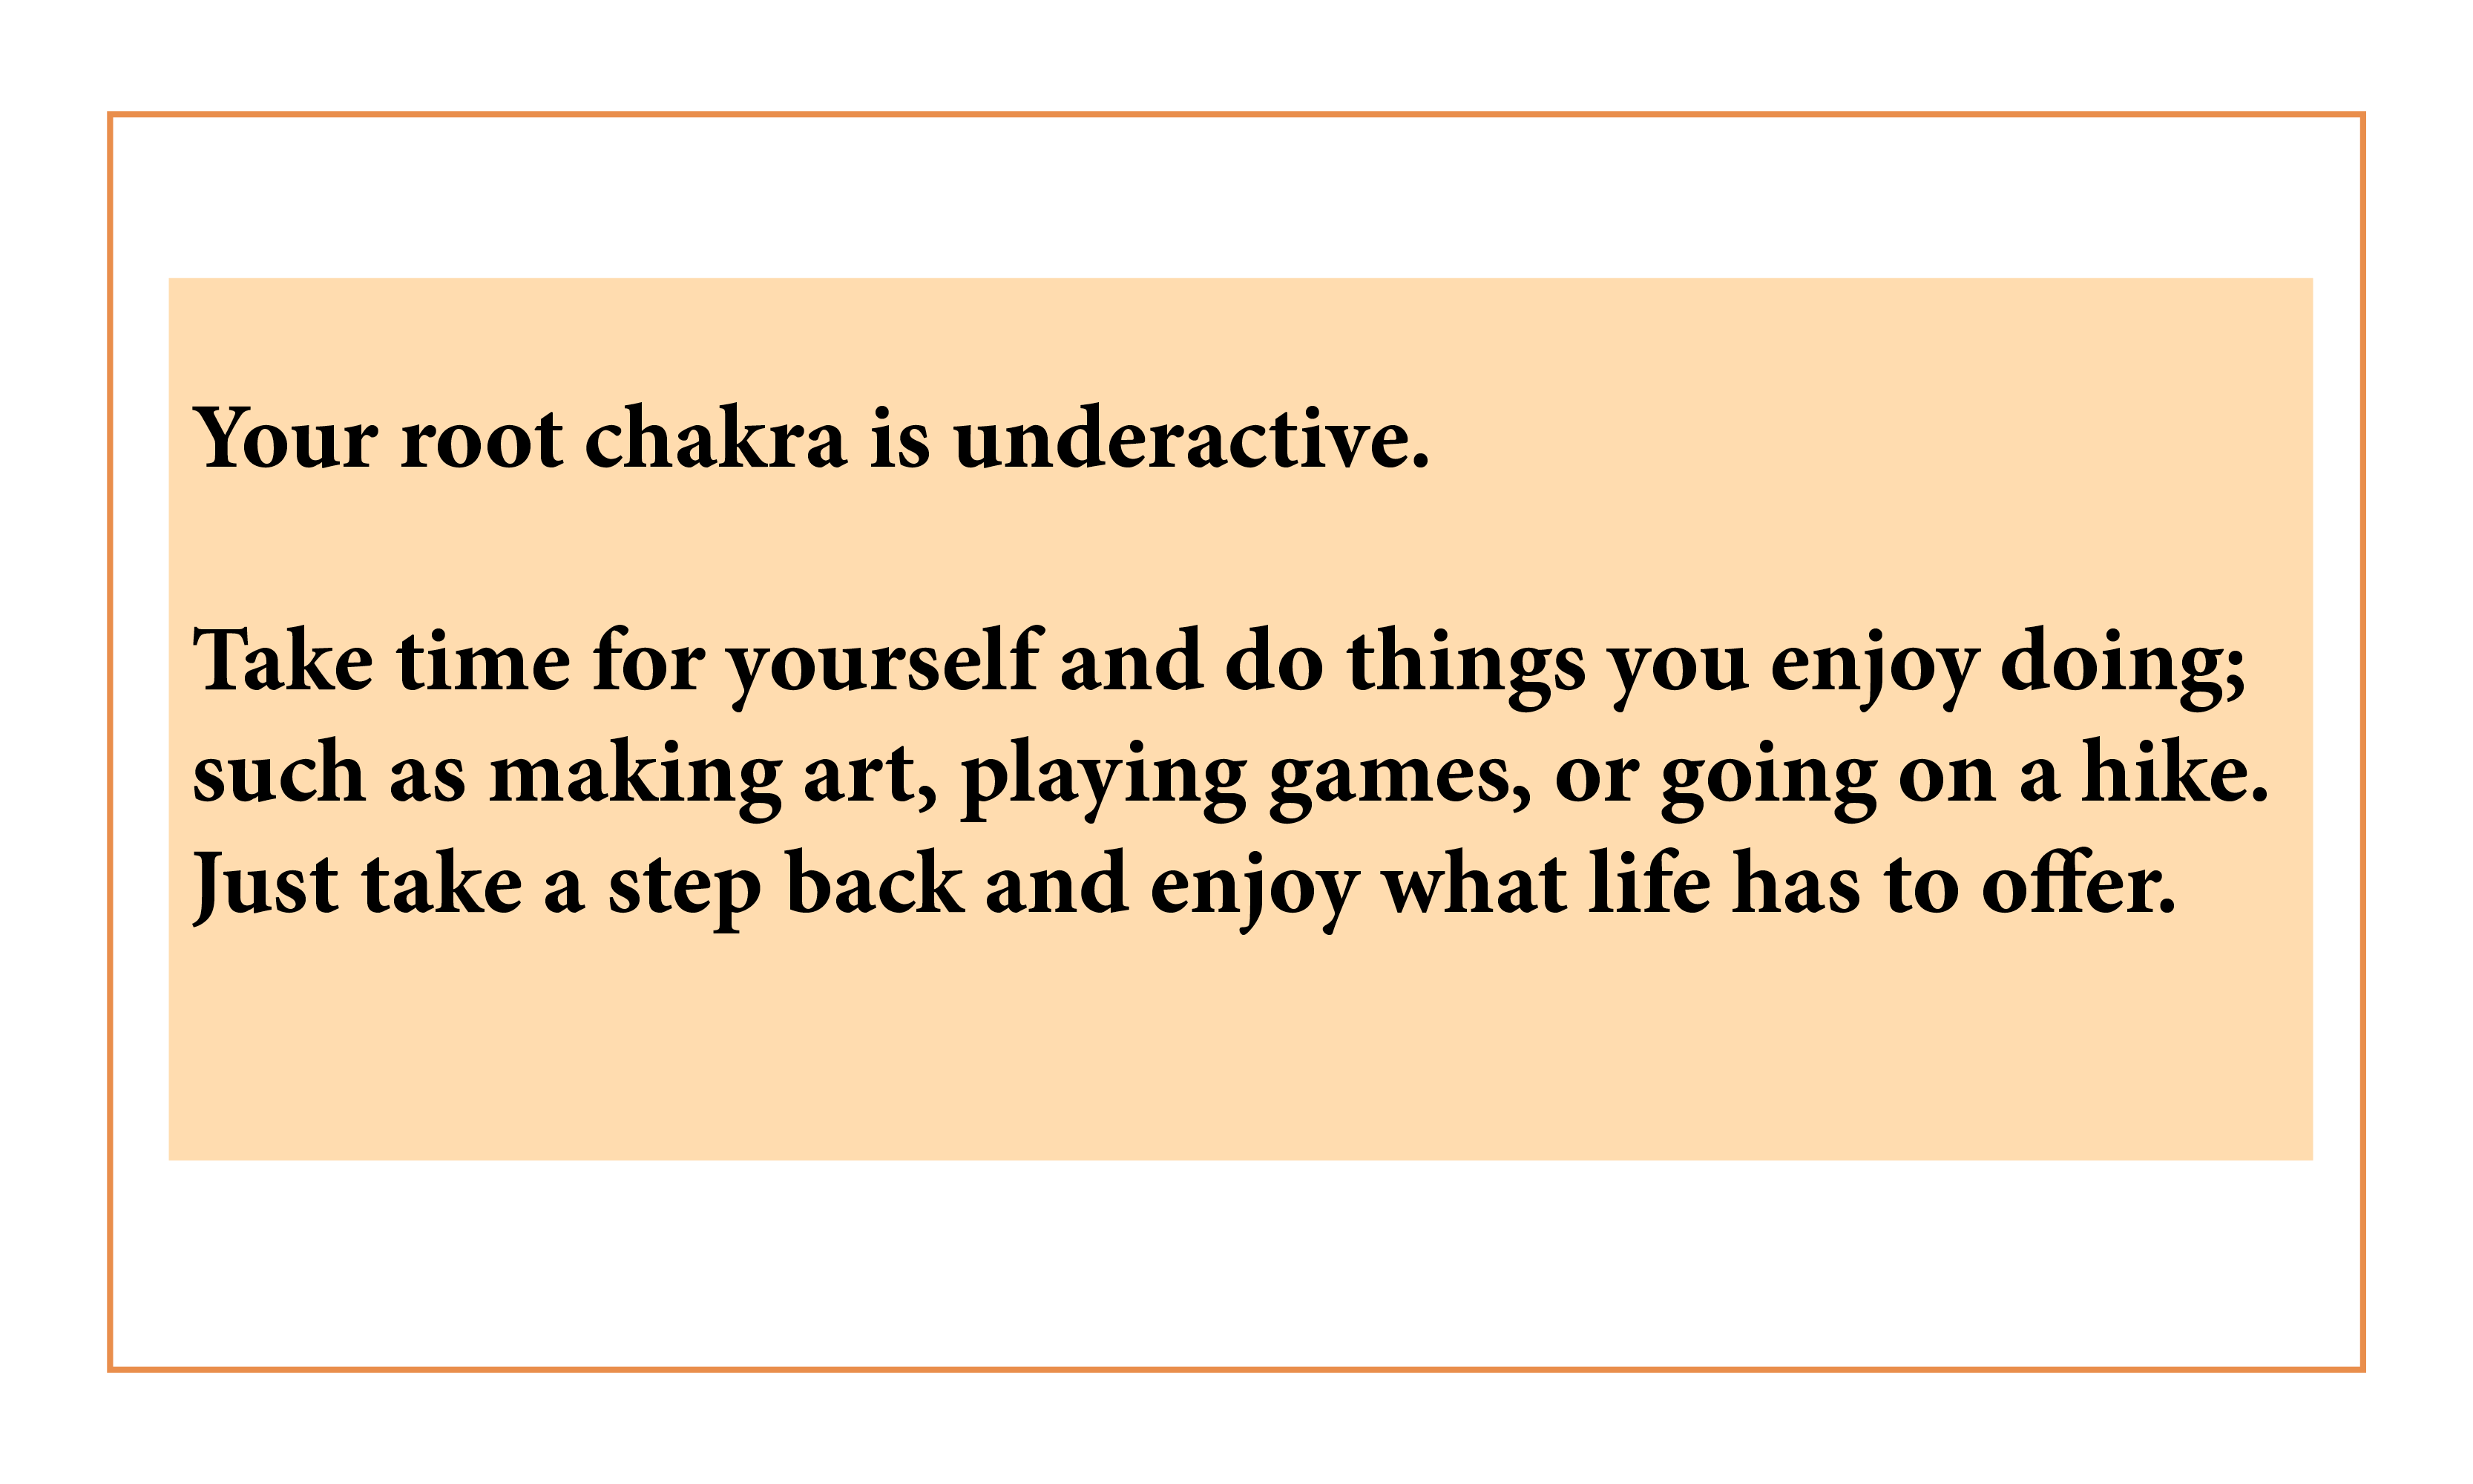 Your root chakra is underactive.
Take time for yourself and do things you enjoy doing;
such as making art, playing games, or going on a hike.
Just take a step back and enjoy what life has to offer.